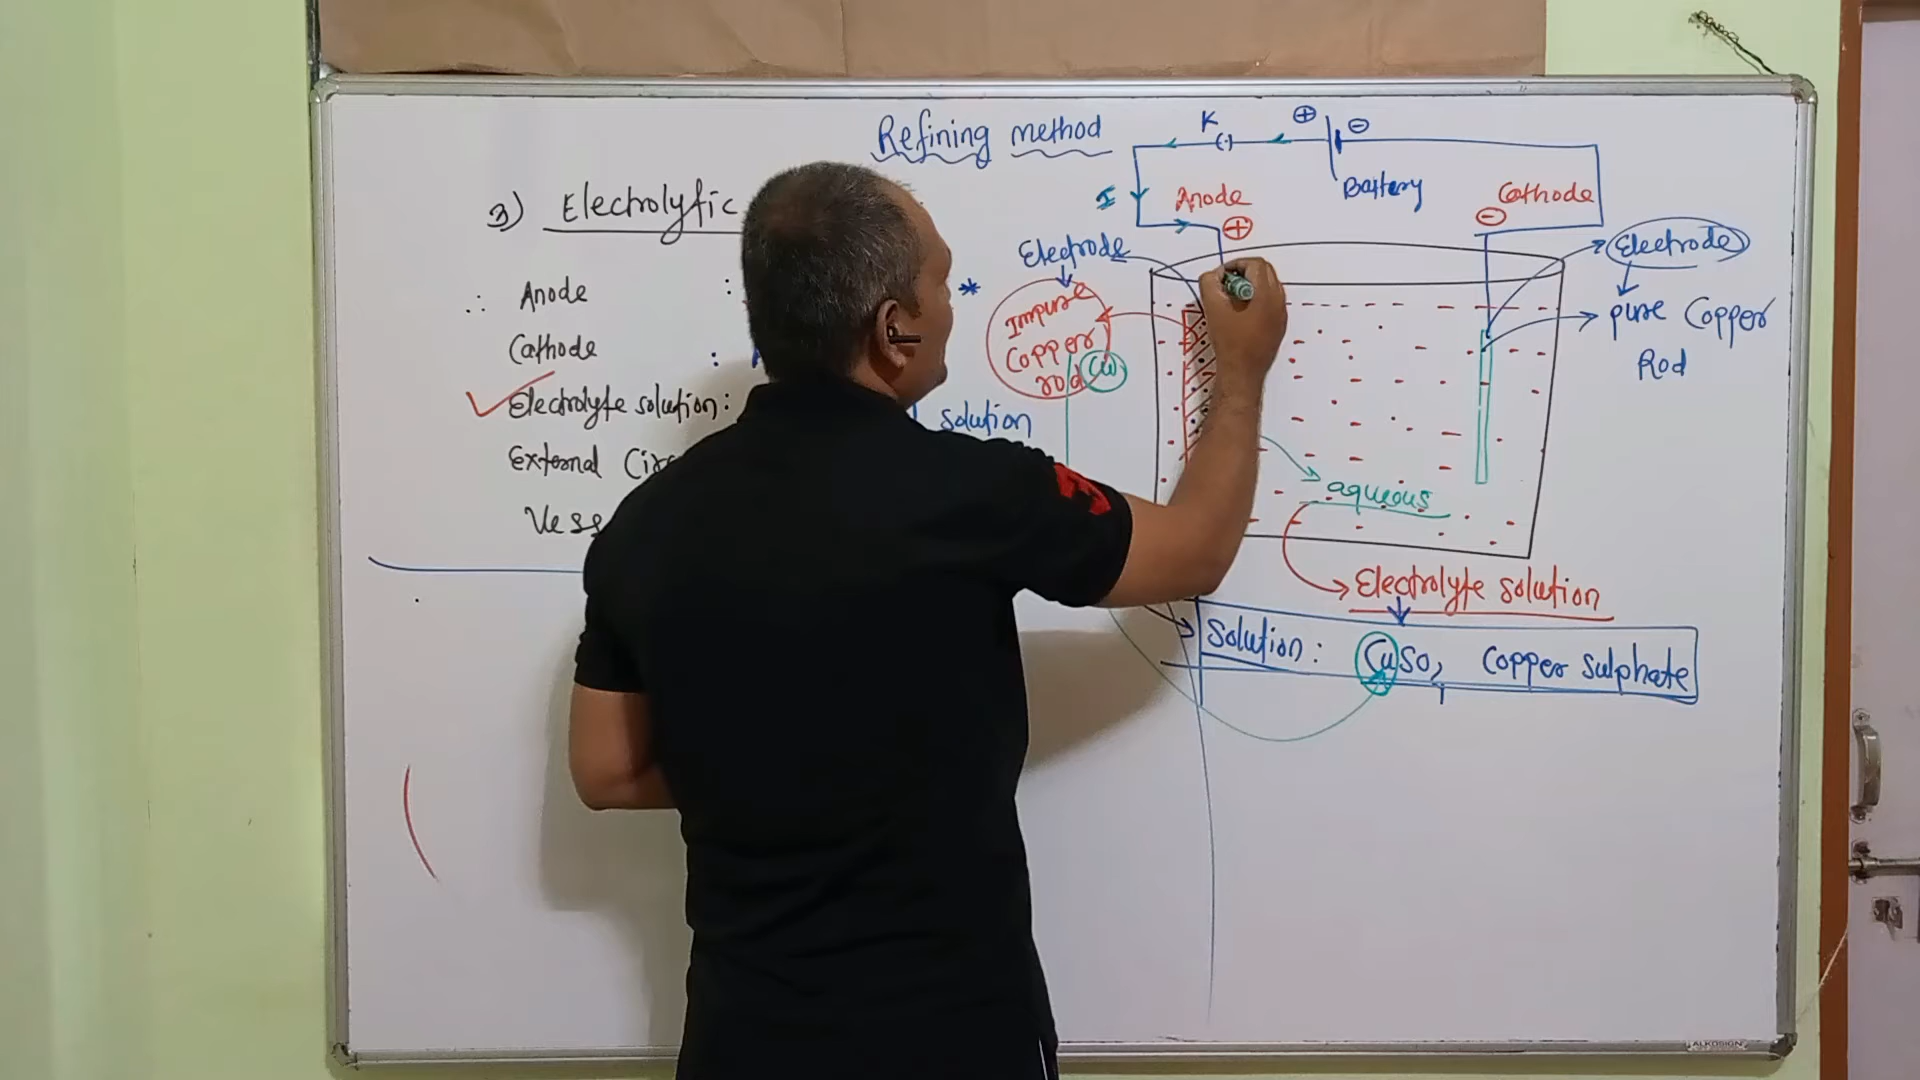 Refining method
3) Electrolytic
∴ Anode :
Cathode :
Electrolyte solution:
solution
External
*
K
⊕ ⊖
Battery
I
Anode
⊕
Cathode
⊖
Electrode
Impure
Copper
rod (Cu)
Electrode
pure Copper
Rod
aqueous
Electrolyte solution
Solution: CuSO4 Copper sulphate
ALKOSIGN